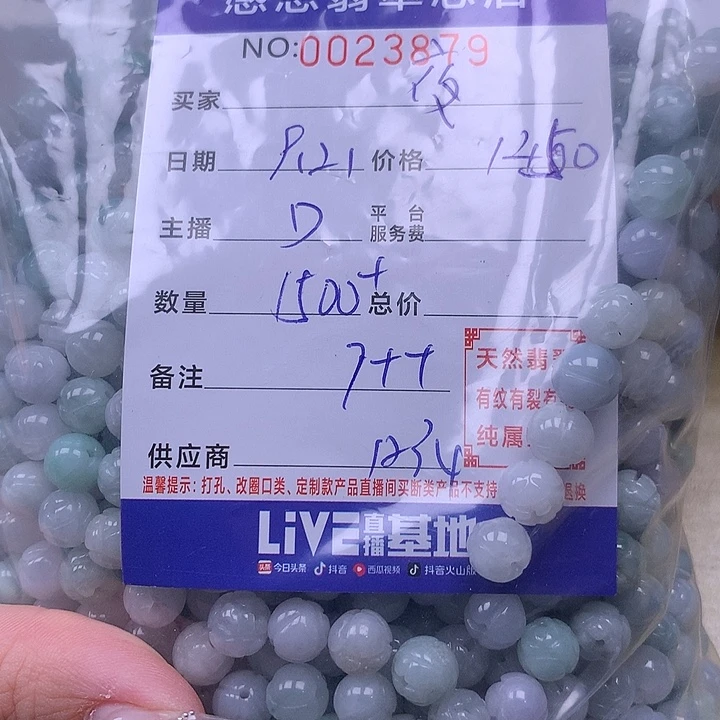 NO:0023879
买家 夜
日期 9.21 价格
主播 D 平台服务费
数量 1500+ 总价
备注 7++
供应商
天然翡
有纹有裂
纯属
温馨提示:打孔、改圈口类、定制款产品直播间买断类产品不支持 退换
LiVE直播基地
今日头条 抖音 西瓜视频 抖音火山版